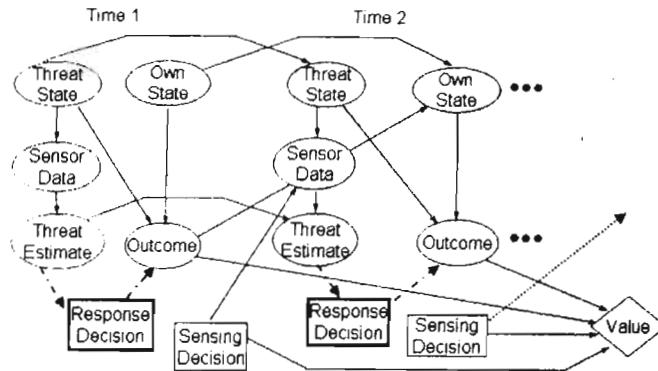 Time 1
Time 2
Threat
State
Own
State
Threat
State
Own
State
Sensor
Data
Sensor
Data
Threat
Estimate
Outcome
Threat
Estimate
Outcome
Response
Decision
Sensing
Decision
Response
Decision
Sensing
Decision
Value